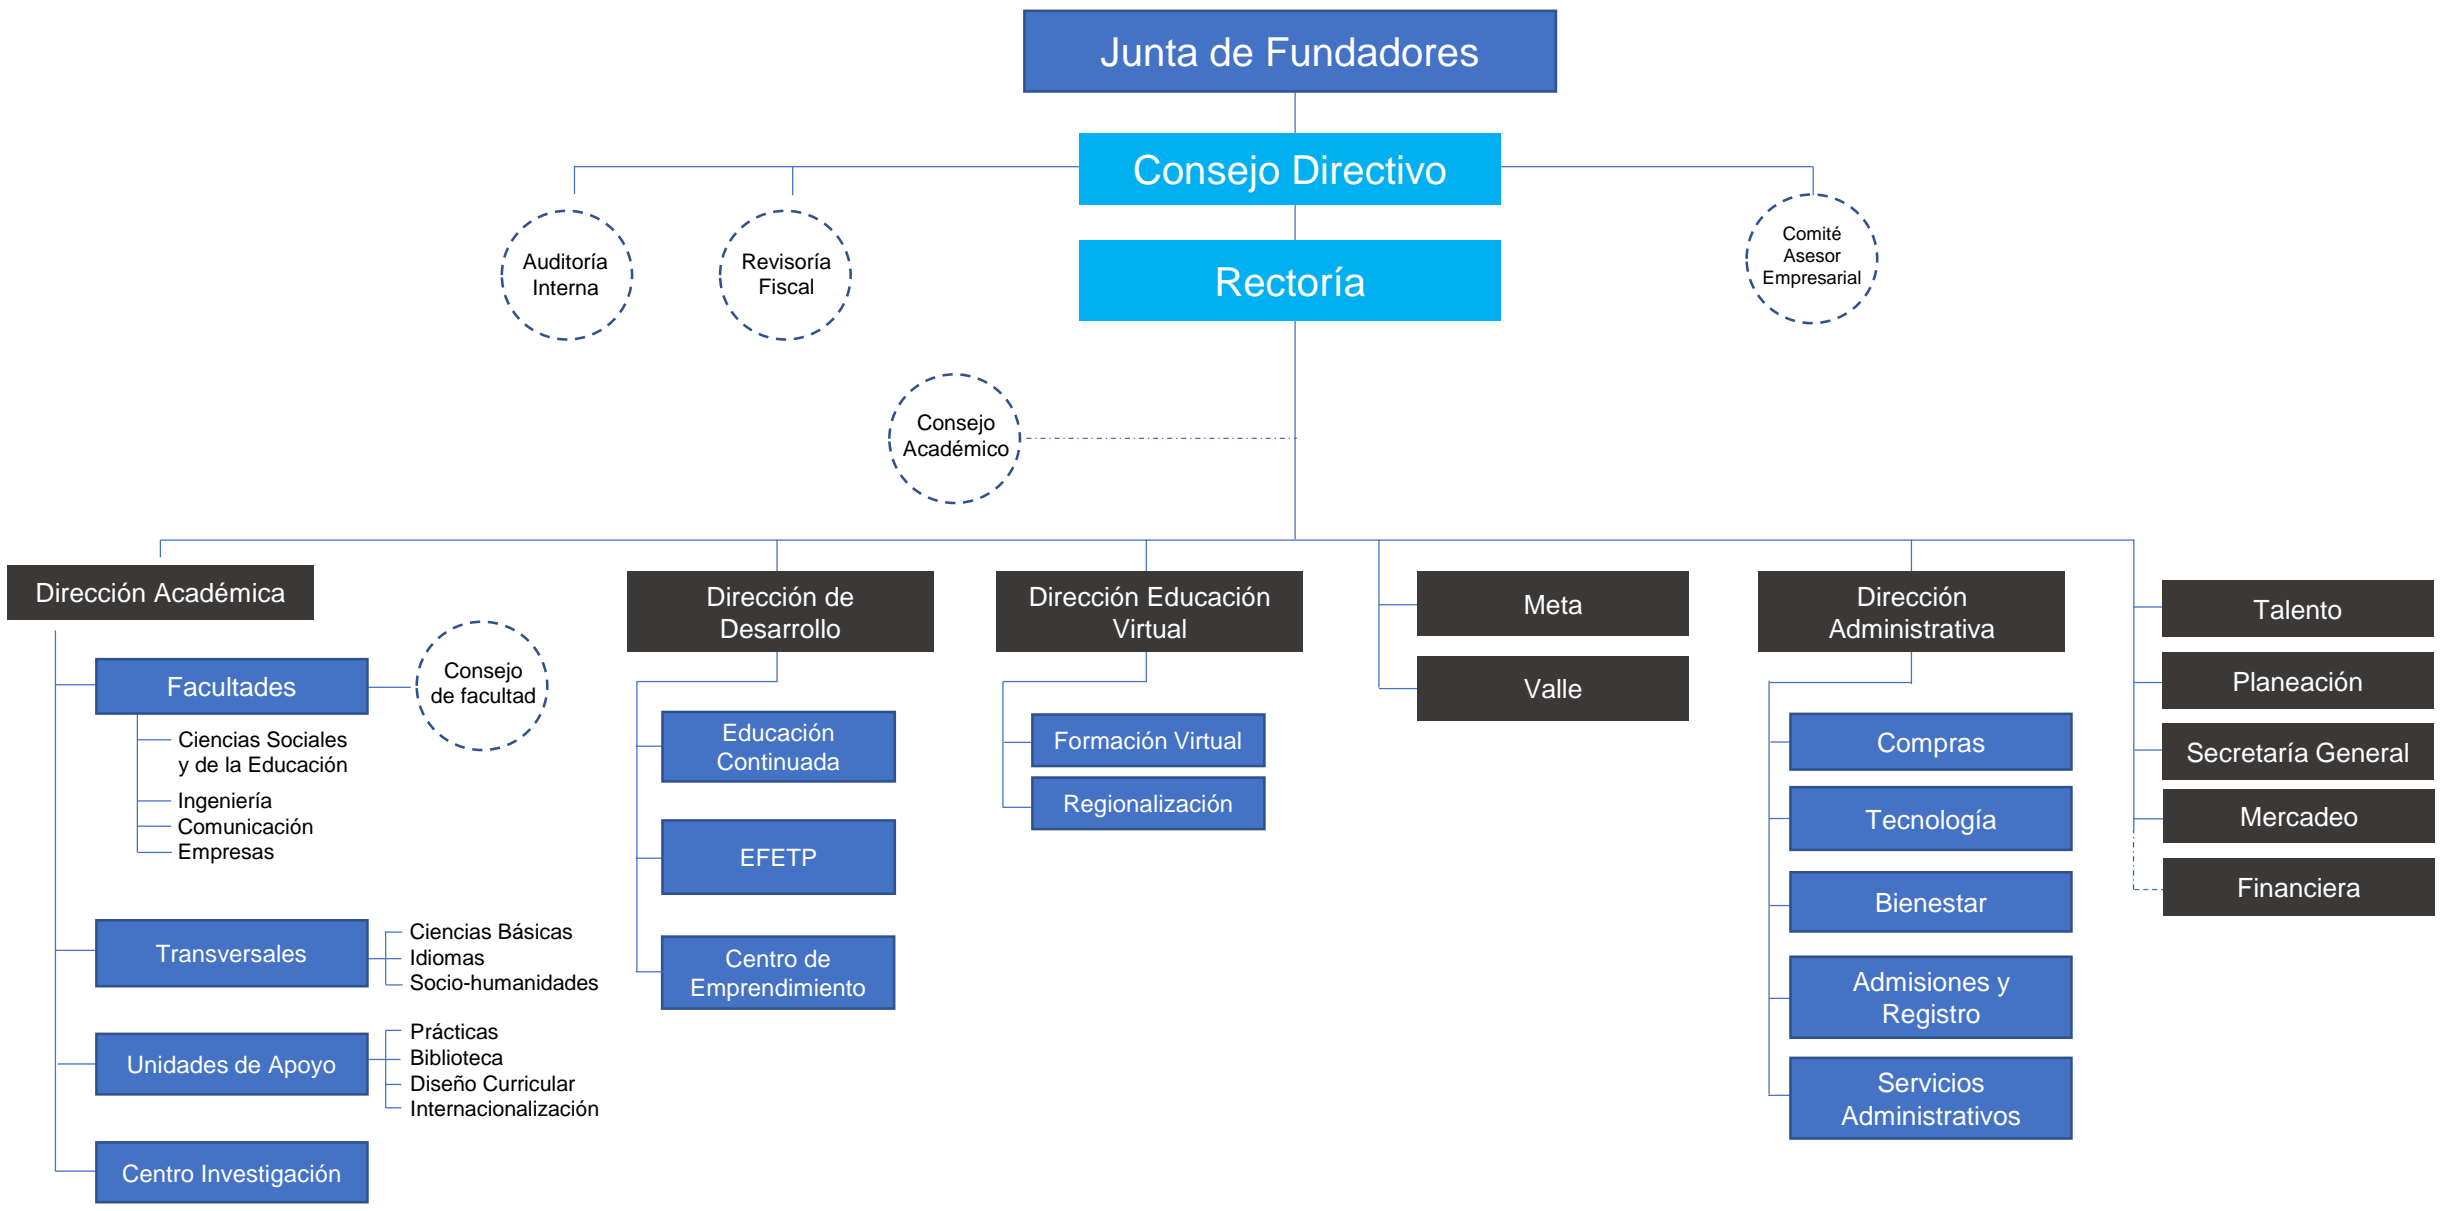 Junta de Fundadores
Consejo Directivo
Rectoría
Auditoría
Interna
Revisoría
Fiscal
Comité
Asesor
Empresarial
Consejo
Académico
Dirección Académica
Facultades
Consejo
de facultad
Ciencias Sociales
y de la Educación
Ingeniería
Comunicación
Empresas
Transversales
Ciencias Básicas
Idiomas
Socio-humanidades
Unidades de Apoyo
Prácticas
Biblioteca
Diseño Curricular
Internacionalización
Centro Investigación
Dirección de
Desarrollo
Educación
Continuada
EFETP
Centro de
Emprendimiento
Dirección Educación
Virtual
Formación Virtual
Regionalización
Meta
Valle
Dirección
Administrativa
Compras
Tecnología
Bienestar
Admisiones y
Registro
Servicios
Administrativos
Talento
Planeación
Secretaría General
Mercadeo
Financiera